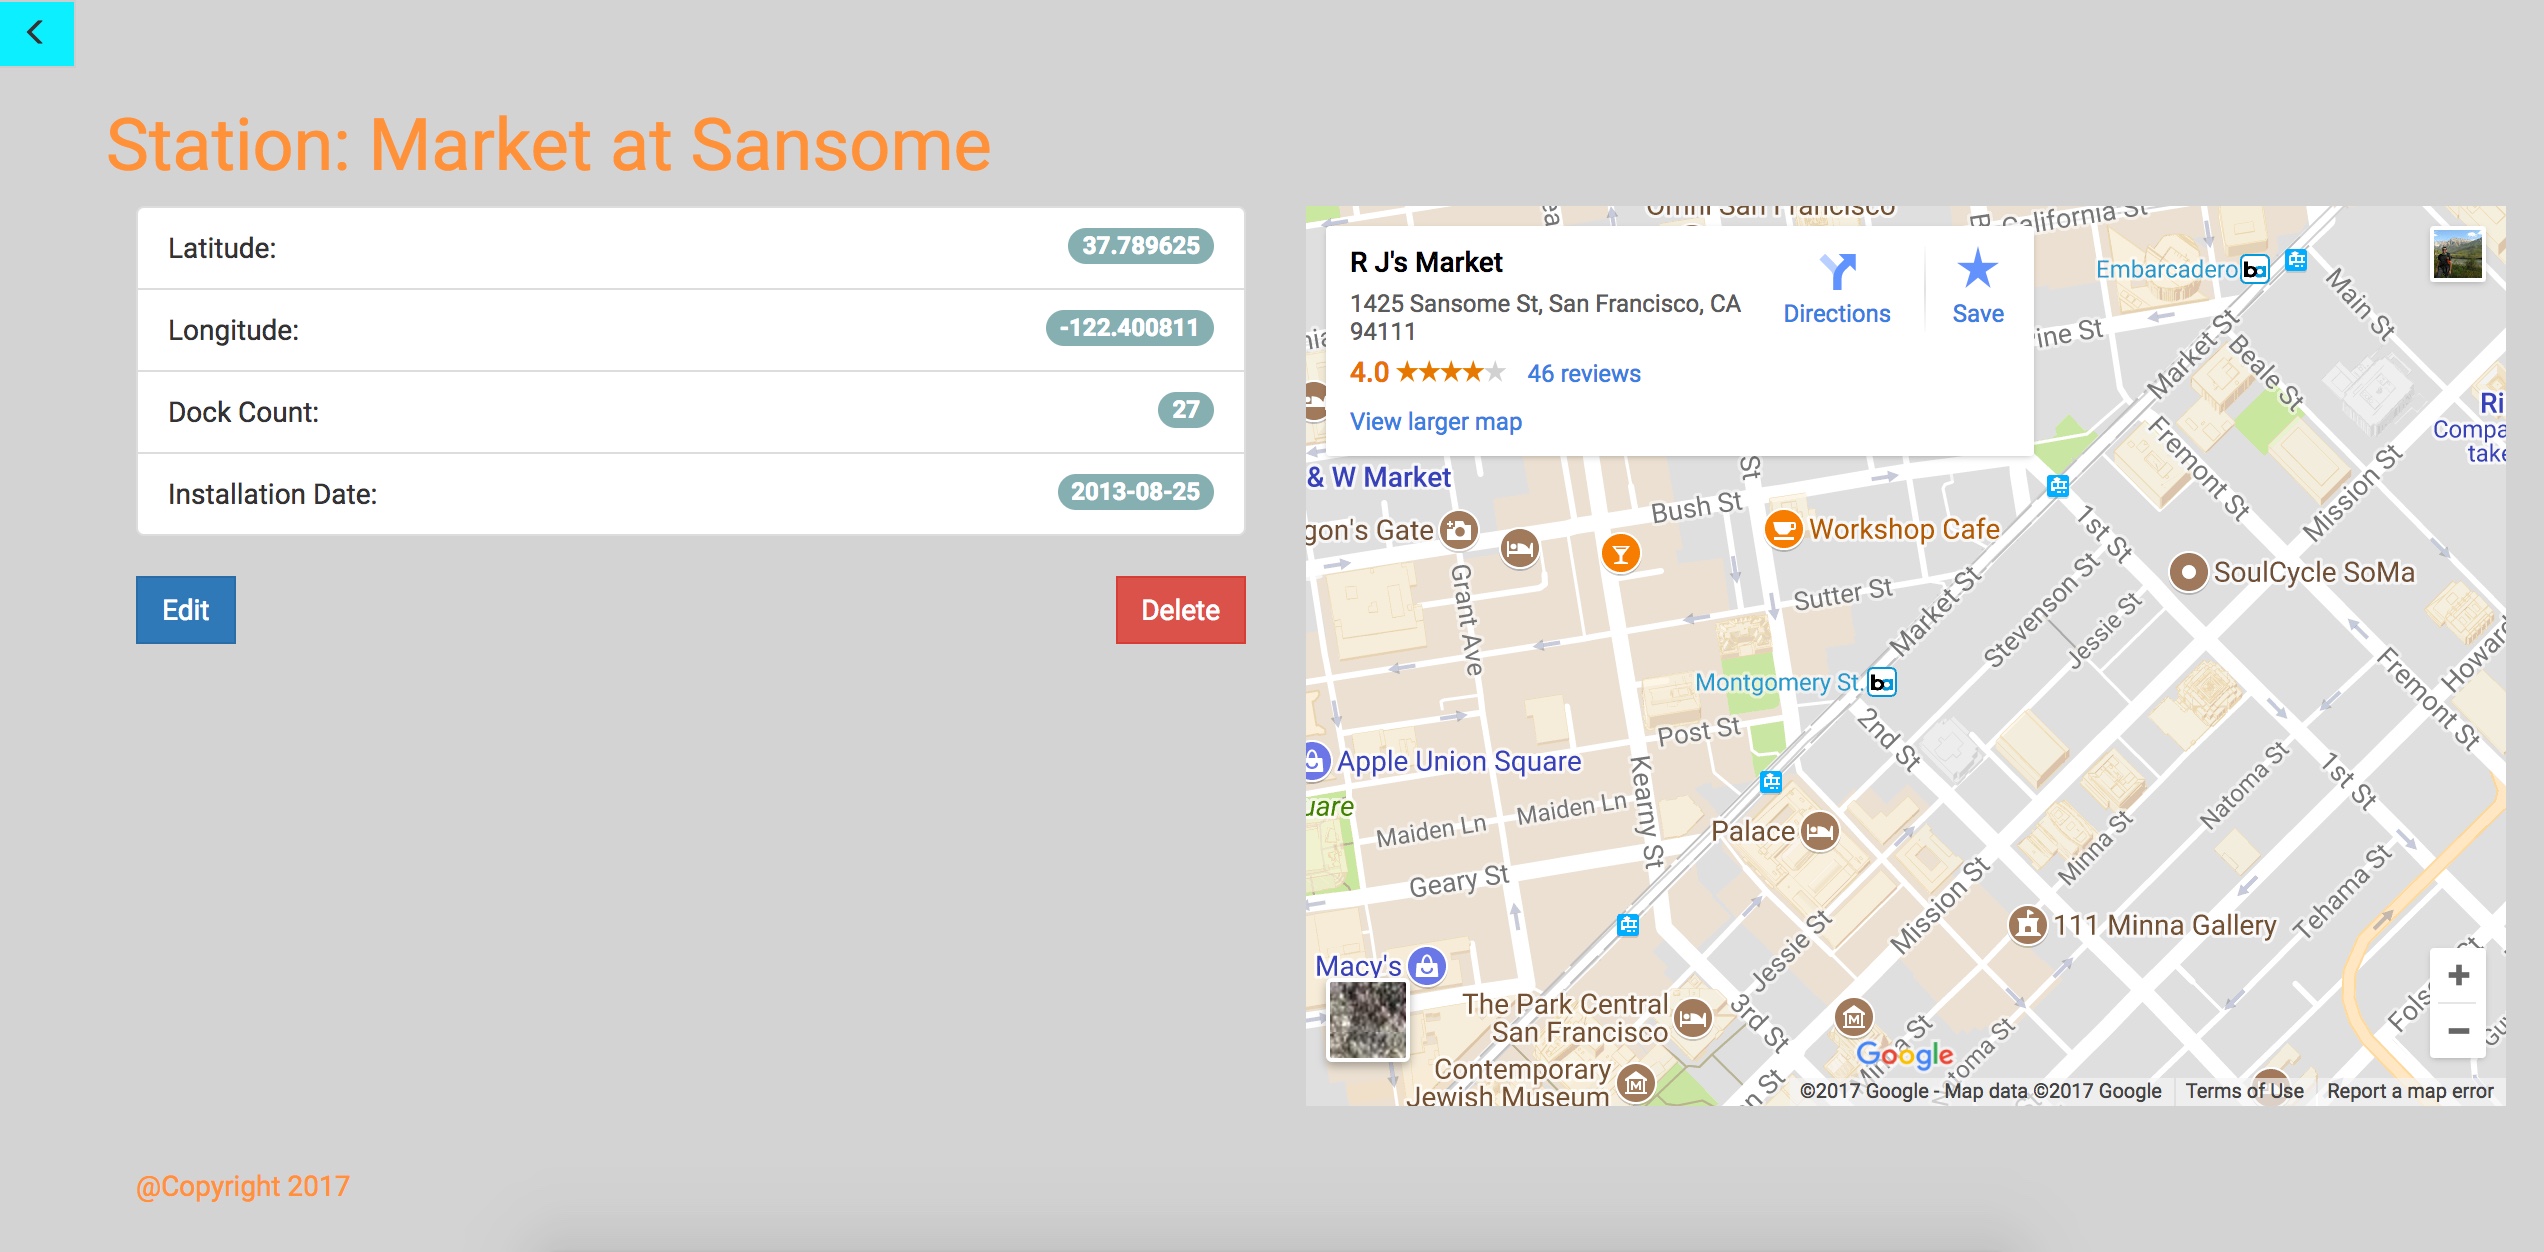 Station: Market at Sansome
Latitude: 37.789625
Longitude: -122.400811
Dock Count: 27
Installation Date: 2013-08-25
Edit Delete
R J's Market
1425 Sansome St, San Francisco, CA
94111
4.0 46 reviews
View larger map
Directions
Save
Omni San Francisco
California St
Embarcadero
Main St
Pine St
Market St
Beale St
& W Market
Bush St
Workshop Cafe
Fremont St
Mission St
1st St
SoulCycle SoMa
Grant Ave
Sutter St
Market St
Stevenson St
Jessie St
Montgomery St.
Fremont St
Post St
2nd St
Apple Union Square
Kearny St
Natoma St
1st St
Maiden Ln
Maiden Ln
Palace
Minna St
Geary St
Mission St
Tehama St
111 Minna Gallery
Jessie St
Macy's
The Park Central
San Francisco
3rd St
Contemporary
Jewish Museum
Google
©2017 Google - Map data ©2017 Google Terms of Use Report a map error
@Copyright 2017